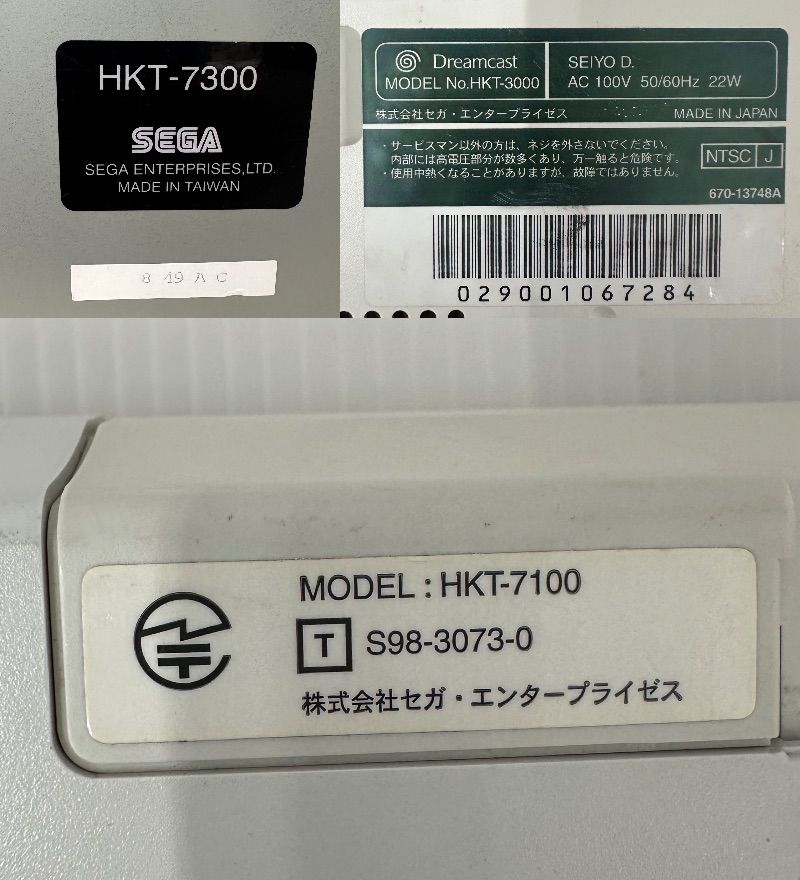 HKT-7300
SEGA
SEGA ENTERPRISES,LTD.
MADE IN TAIWAN
8 49 A C
Dreamcast
MODEL No.HKT-3000
SEIYO D.
AC 100V 50/60Hz 22W
株式会社セガ・エンタープライゼス
MADE IN JAPAN
・サービスマン以外の方は、ネジを外さないでください。
内部には高電圧部分が数多くあり、万一触ると危険です。
・使用中熱くなることがありますが、故障ではありません。
NTSC J
670-13748A
029001067284
MODEL : HKT-7100
T S98-3073-0
株式会社セガ・エンタープライゼス